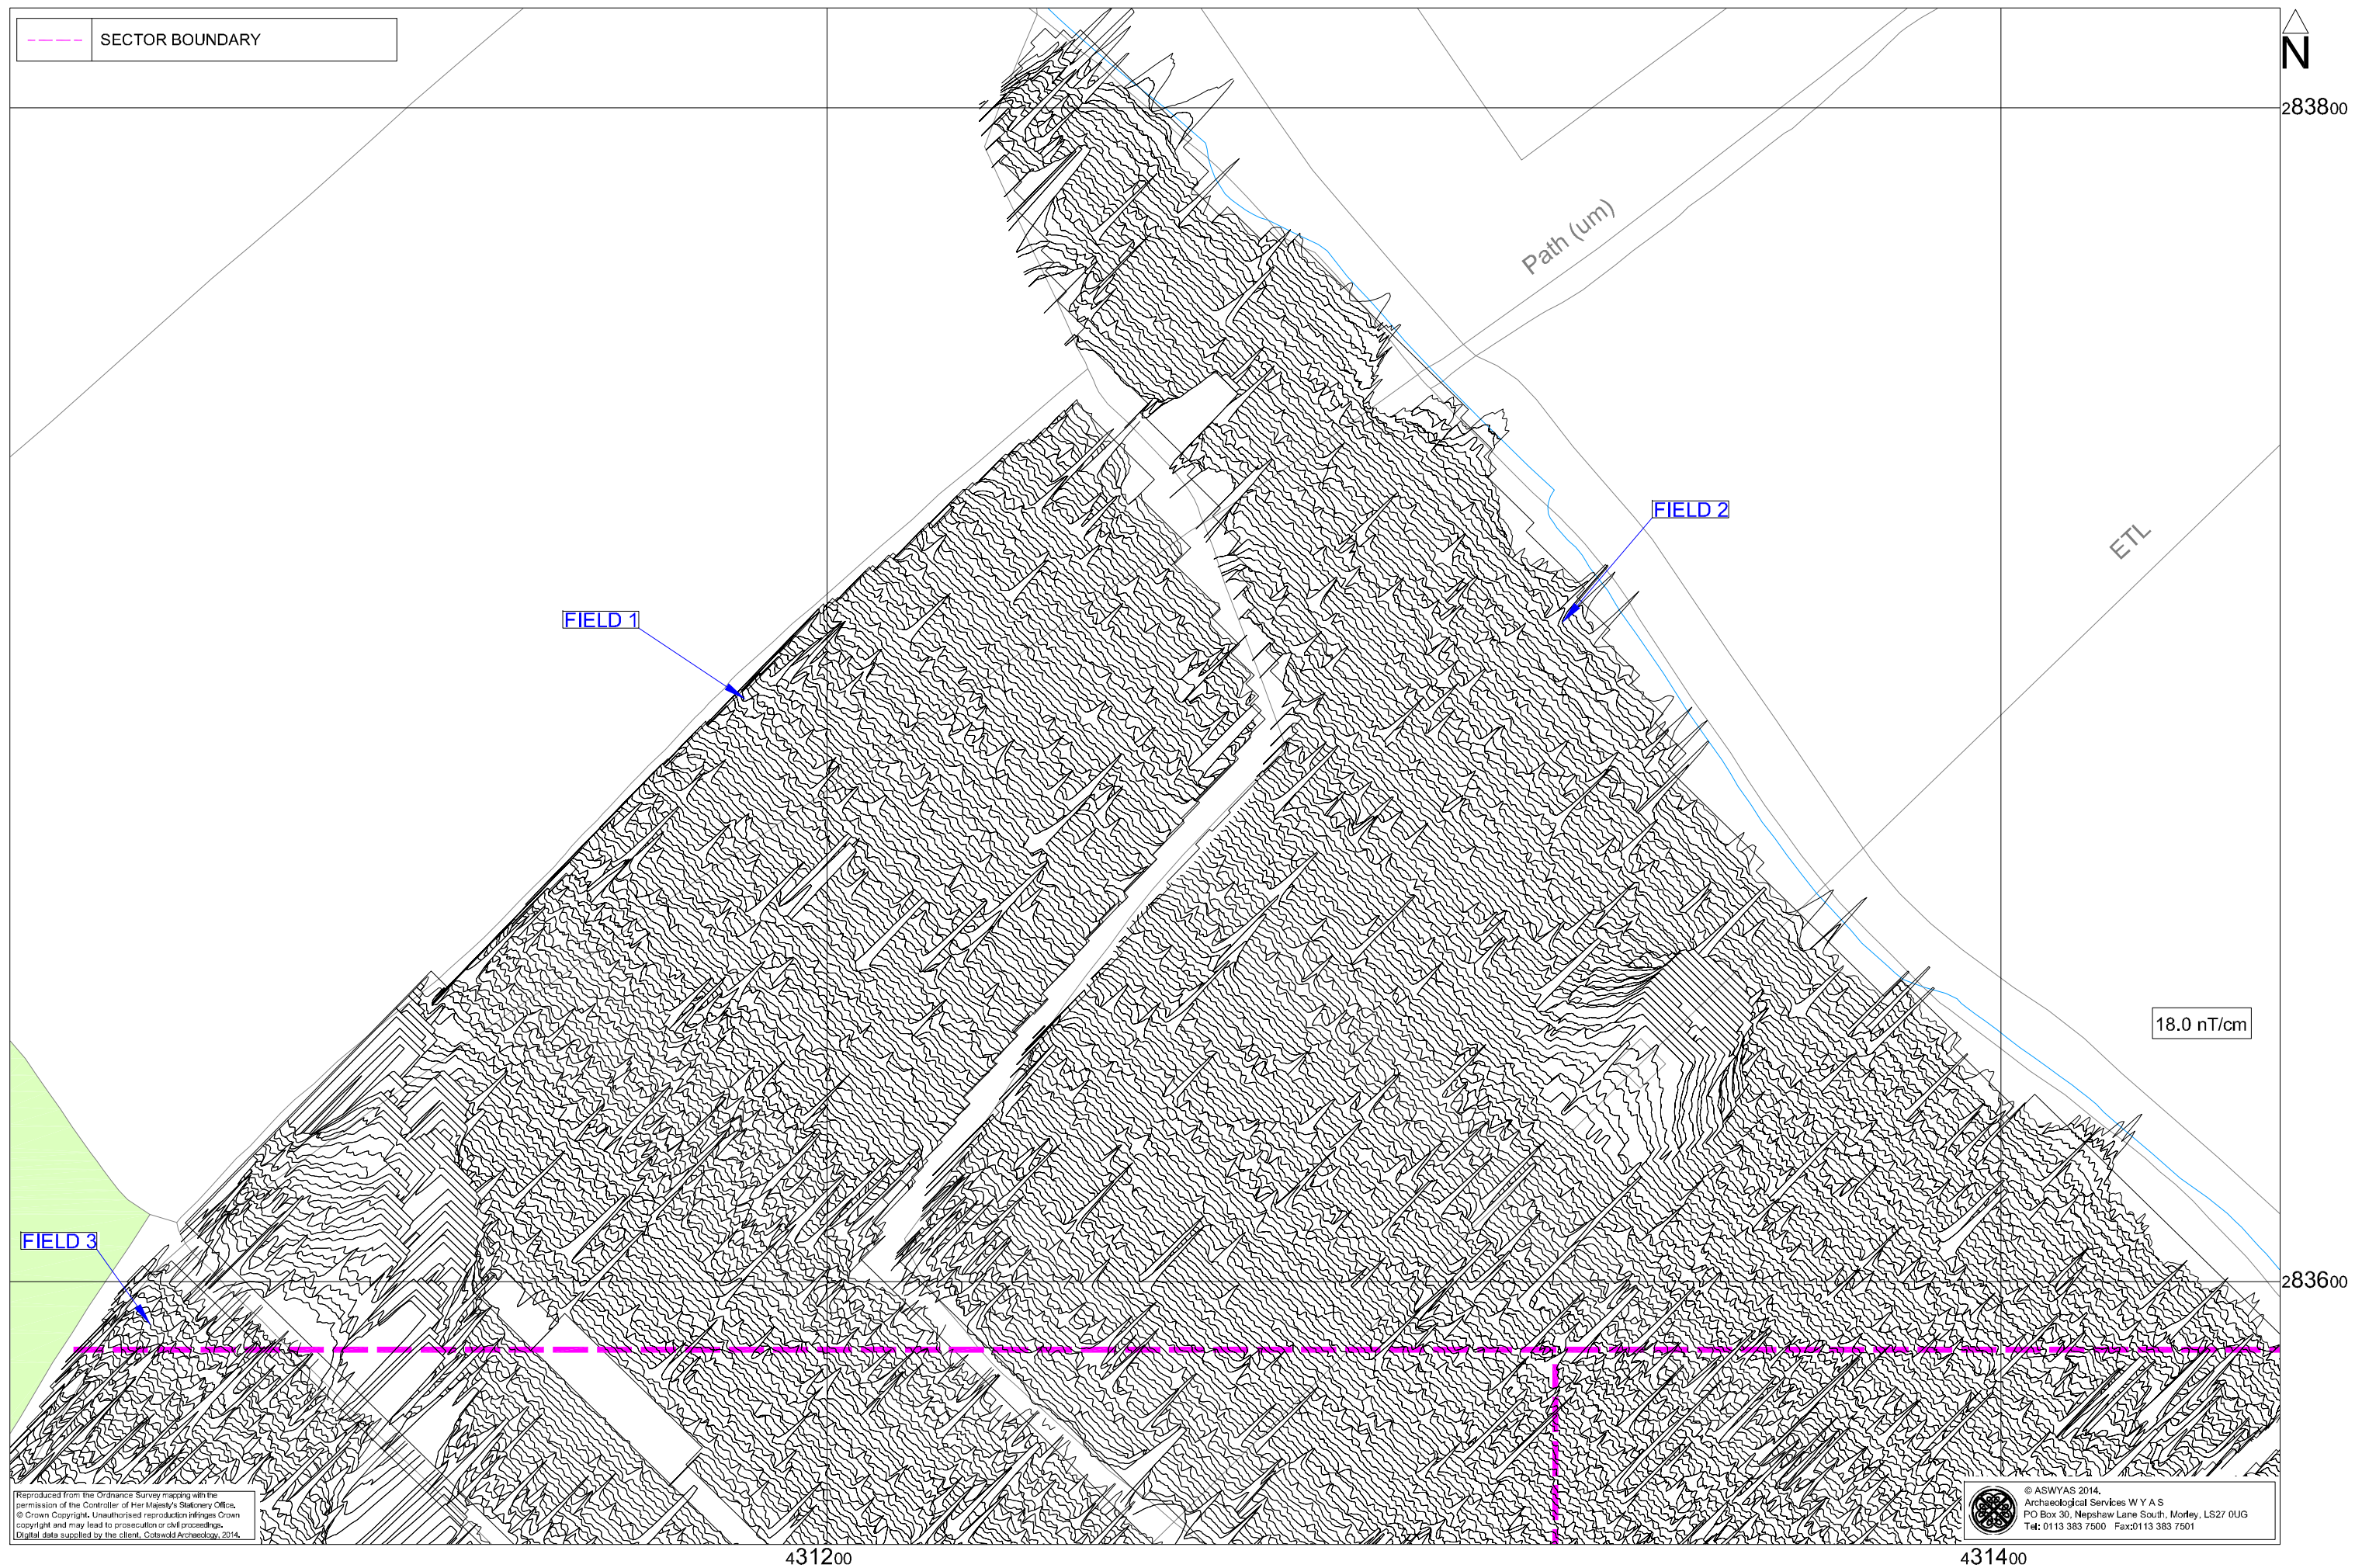 SECTOR BOUNDARY
N
283800
Path (um)
FIELD 2
ETL
FIELD 1
18.0 nT/cm
FIELD 3
283600
Reproduced from the Ordnance Survey mapping with the
permission of the Controller of Her Majesty's Stationery Office.
© Crown Copyright. Unauthorised reproduction infringes Crown
copyright and may lead to prosecution or civil proceedings.
Digital data supplied by the client, Cotswold Archaeology, 2014.
© ASWYAS 2014.
Archaeological Services W Y A S
PO Box 30, Nepshaw Lane South, Morley, LS27 0UG
Tel: 0113 383 7500 Fax:0113 383 7501
431200
431400